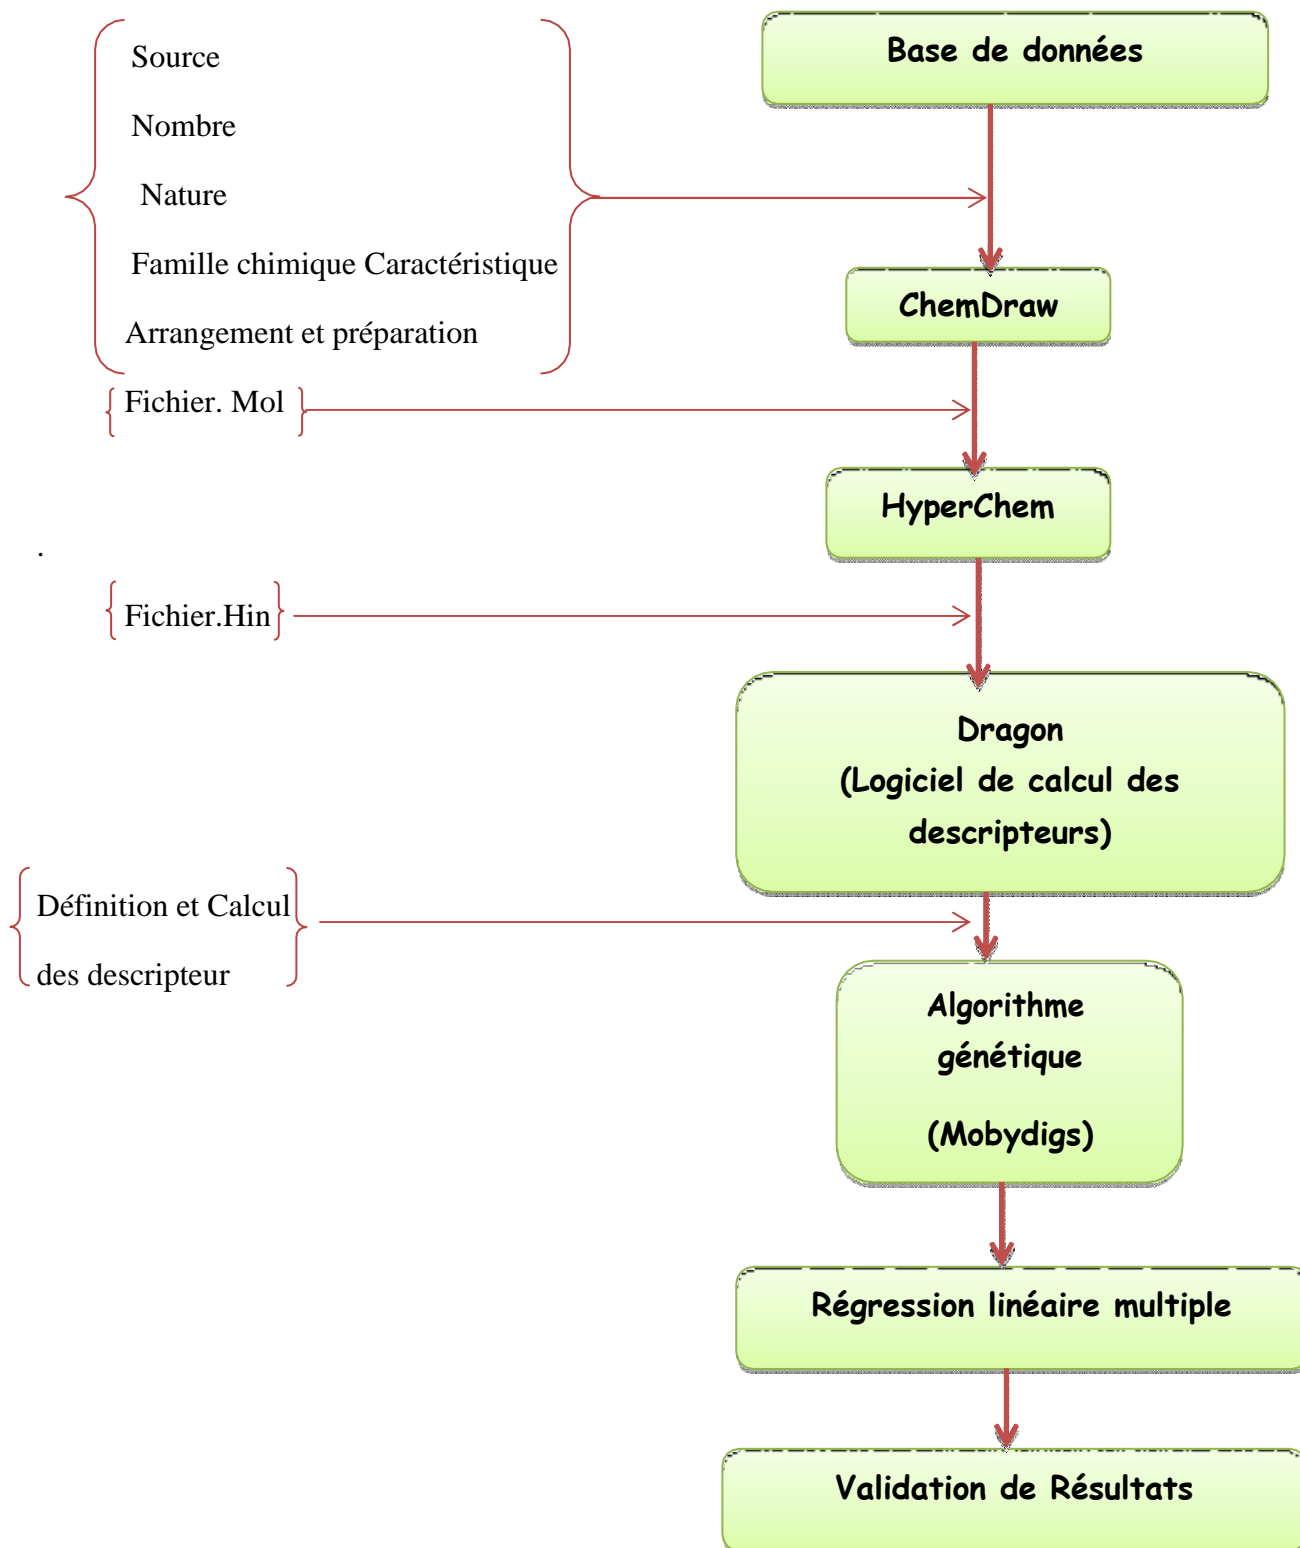 Base de données
Source
Nombre
Nature
Famille chimique Caractéristique
Arrangement et préparation
ChemDraw
Fichier. Mol
HyperChem
.
Fichier.Hin
Dragon
(Logiciel de calcul des
descripteurs)
Définition et Calcul
des descripteur
Algorithme
génétique
(Mobydigs)
Régression linéaire multiple
Validation de Résultats